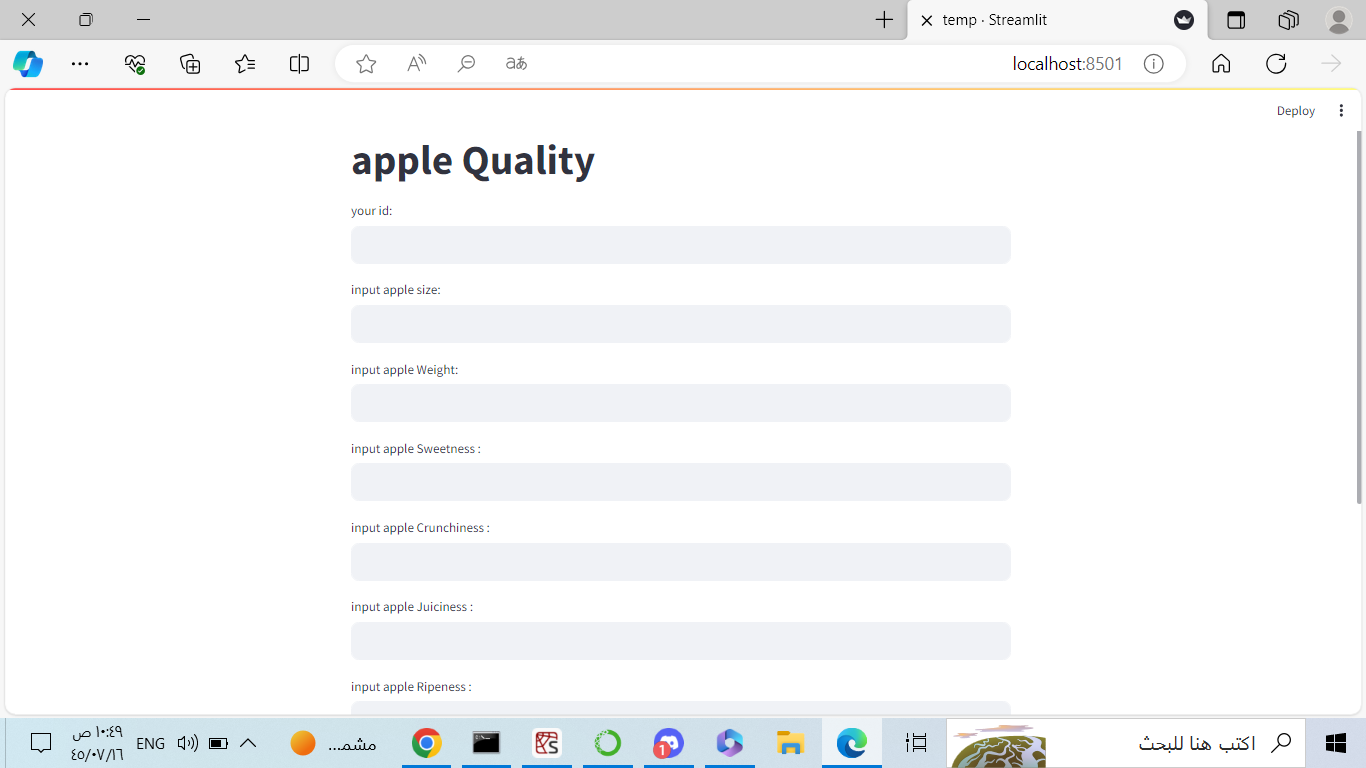 temp · Streamlit
localhost:8501
Deploy
apple Quality
your id:
input apple size:
input apple Weight:
input apple Sweetness :
input apple Crunchiness :
input apple Juiciness :
input apple Ripeness :
١٠:٤٩ ص
٤٥/٠٧/١٦
ENG
مشمـ...
1
اكتب هنا للبحث